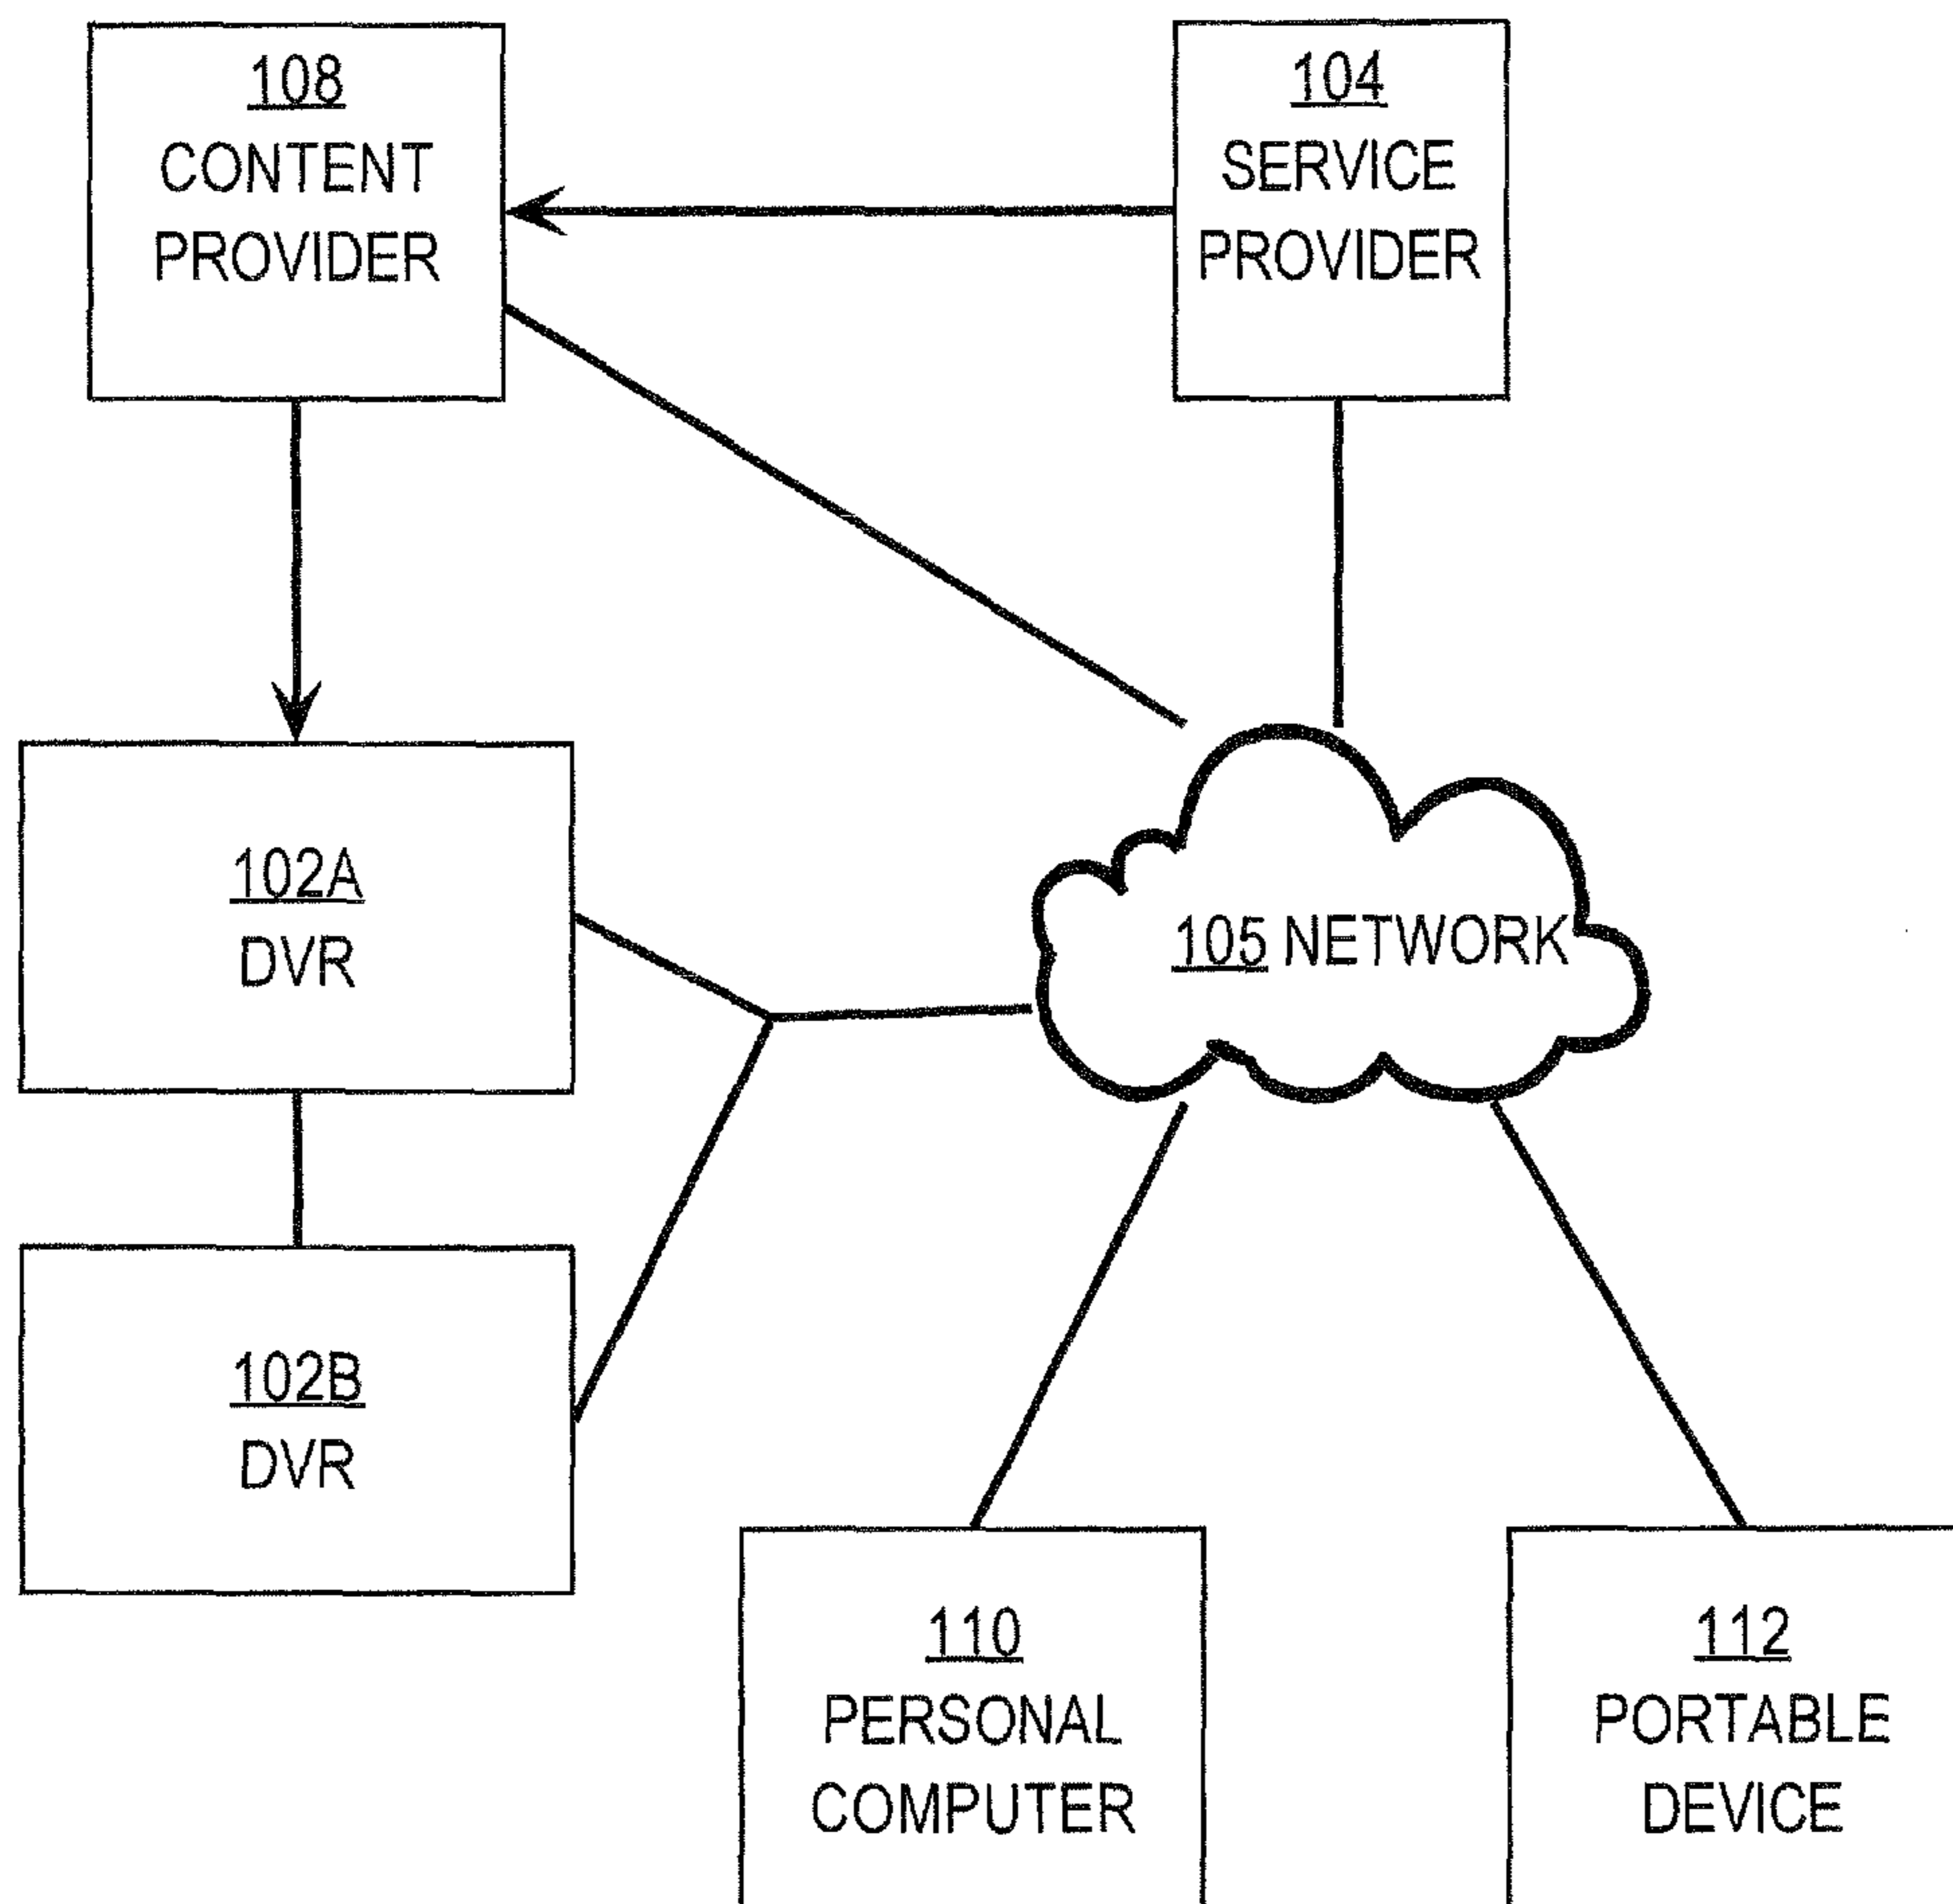 108
CONTENT
PROVIDER
104
SERVICE
PROVIDER
102A
DVR
105 NETWORK
102B
DVR
110
PERSONAL
COMPUTER
112
PORTABLE
DEVICE